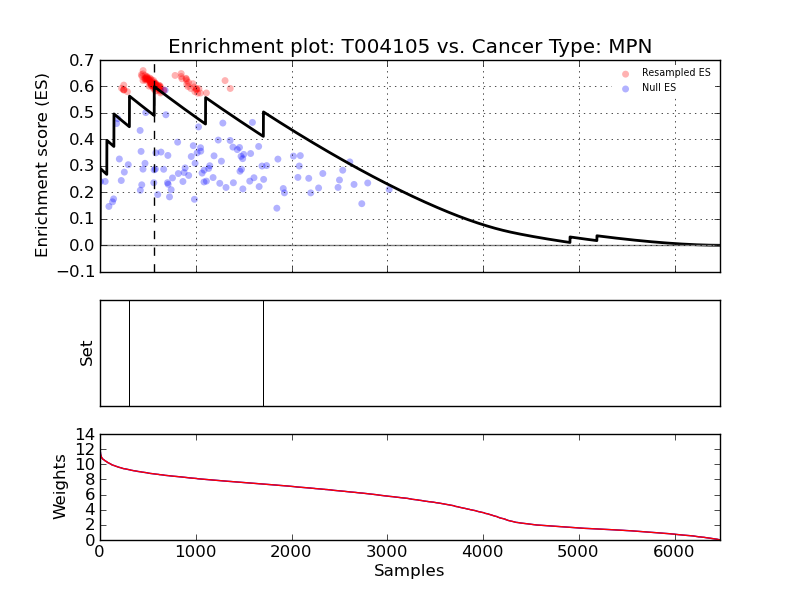 Enrichment plot: T004105 vs. Cancer Type: MPN
Enrichment score (ES)
0.7
0.6
0.5
0.4
0.3
0.2
0.1
0.0
−0.1
Resampled ES
Null ES
Set
Weights
14
12
10
8
6
4
2
0
0 1000 2000 3000 4000 5000 6000
Samples